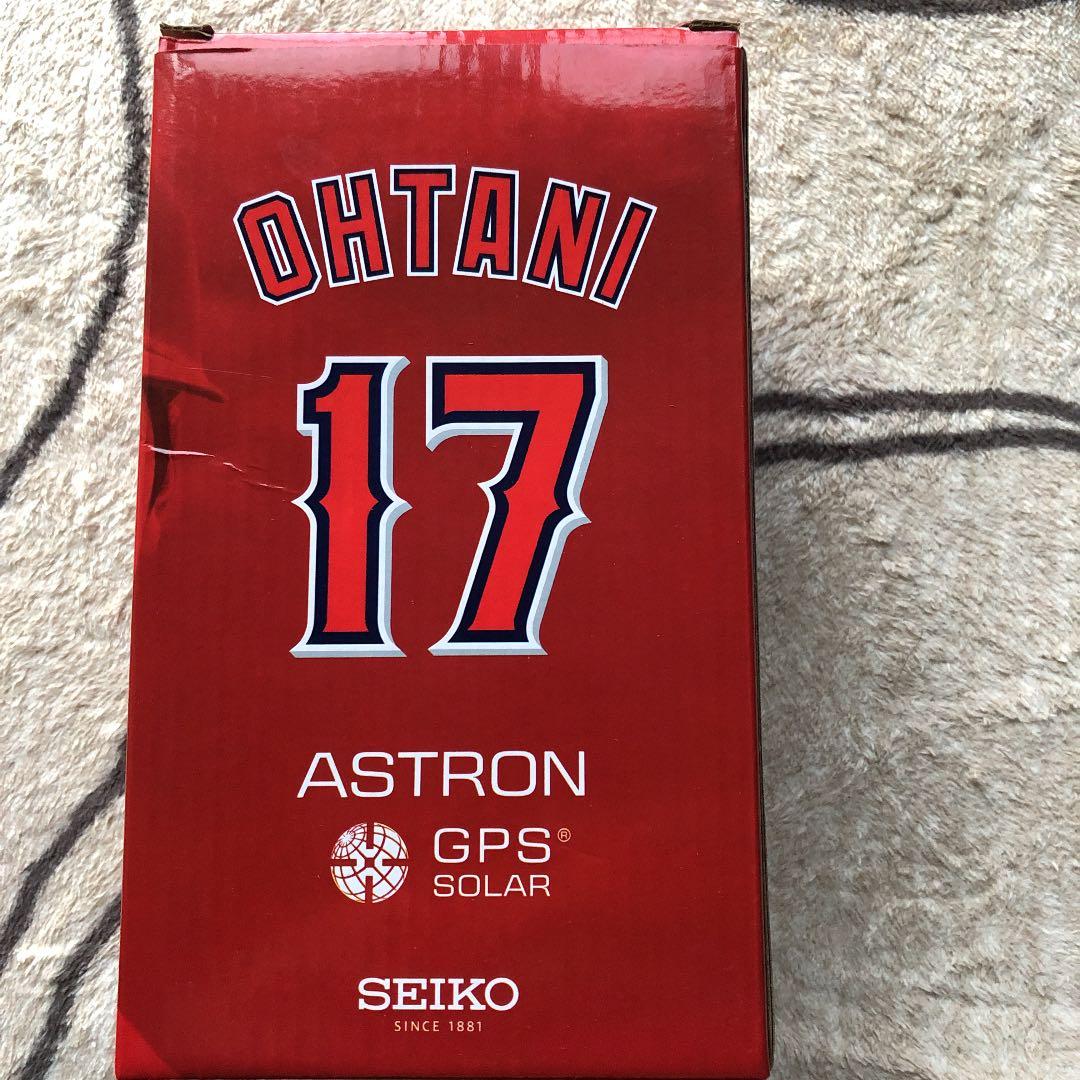 OHTANI
17
ASTRON
GPS®
SOLAR
SEIKO
SINCE 1881